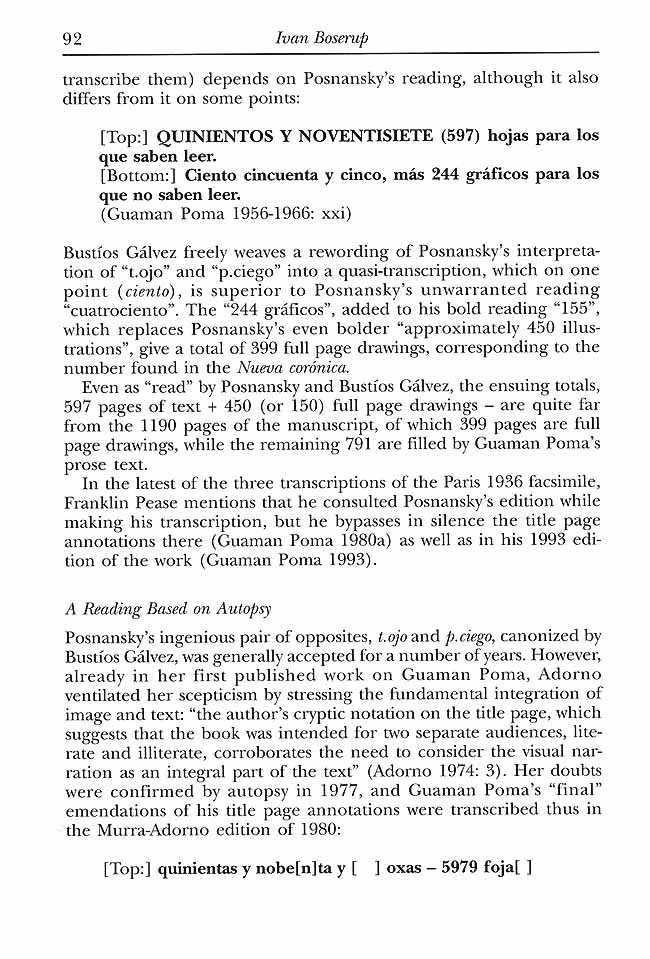 92 Ivan Boserup
transcribe them) depends on Posnansky's reading, although it also
differs from it on some points:
[Top:] QUINIENTOS Y NOVENTISIETE (597) hojas para los
que saben leer.
[Bottom:] Ciento cincuenta y cinco, más 244 gráficos para los
que no saben leer.
(Guaman Poma 1956-1966: xxi)
Bustíos Gálvez freely weaves a rewording of Posnansky's interpreta-
tion of “t.ojo” and “p.ciego” into a quasi-transcription, which on one
point (ciento), is superior to Posnansky's unwarranted reading
“cuatrociento”. The “244 gráficos”, added to his bold reading “155”,
which replaces Posnansky's even bolder “approximately 450 illus-
trations”, give a total of 399 full page drawings, corresponding to the
number found in the Nueva corónica.
Even as “read” by Posnansky and Bustíos Gálvez, the ensuing totals,
597 pages of text + 450 (or 150) full page drawings – are quite far
from the 1190 pages of the manuscript, of which 399 pages are full
page drawings, while the remaining 791 are filled by Guaman Poma's
prose text.
In the latest of the three transcriptions of the Paris 1936 facsimile,
Franklin Pease mentions that he consulted Posnansky's edition while
making his transcription, but he bypasses in silence the title page
annotations there (Guaman Poma 1980a) as well as in his 1993 edi-
tion of the work (Guaman Poma 1993).
A Reading Based on Autopsy
Posnansky's ingenious pair of opposites, t.ojo and p.ciego, canonized by
Bustíos Gálvez, was generally accepted for a number of years. However,
already in her first published work on Guaman Poma, Adorno
ventilated her scepticism by stressing the fundamental integration of
image and text: “the author's cryptic notation on the title page, which
suggests that the book was intended for two separate audiences, lite-
rate and illiterate, corroborates the need to consider the visual nar-
ration as an integral part of the text” (Adorno 1974: 3). Her doubts
were confirmed by autopsy in 1977, and Guaman Poma's “final”
emendations of his title page annotations were transcribed thus in
the Murra-Adorno edition of 1980:
[Top:] quinientas y nobe[n]ta y [ ] oxas – 5979 foja[ ]